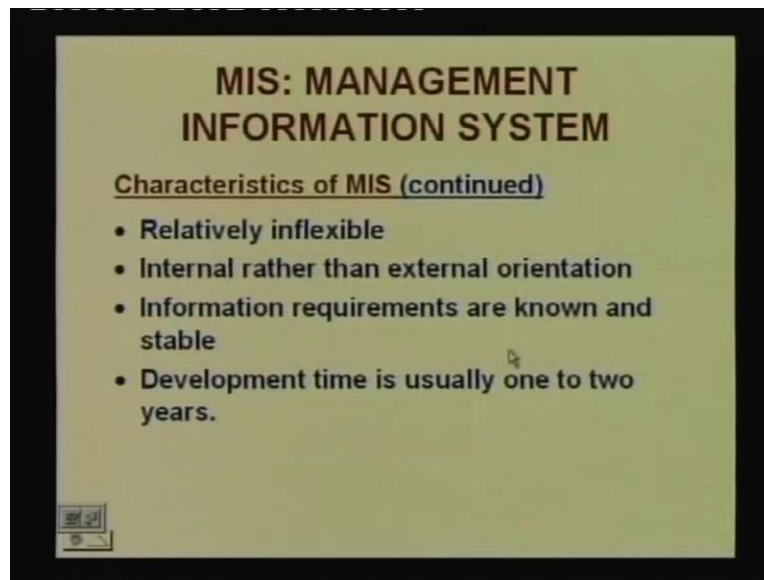 MIS: MANAGEMENT
INFORMATION SYSTEM
Characteristics of MIS (continued)
• Relatively inflexible
• Internal rather than external orientation
• Information requirements are known and
stable
• Development time is usually one to two
years.